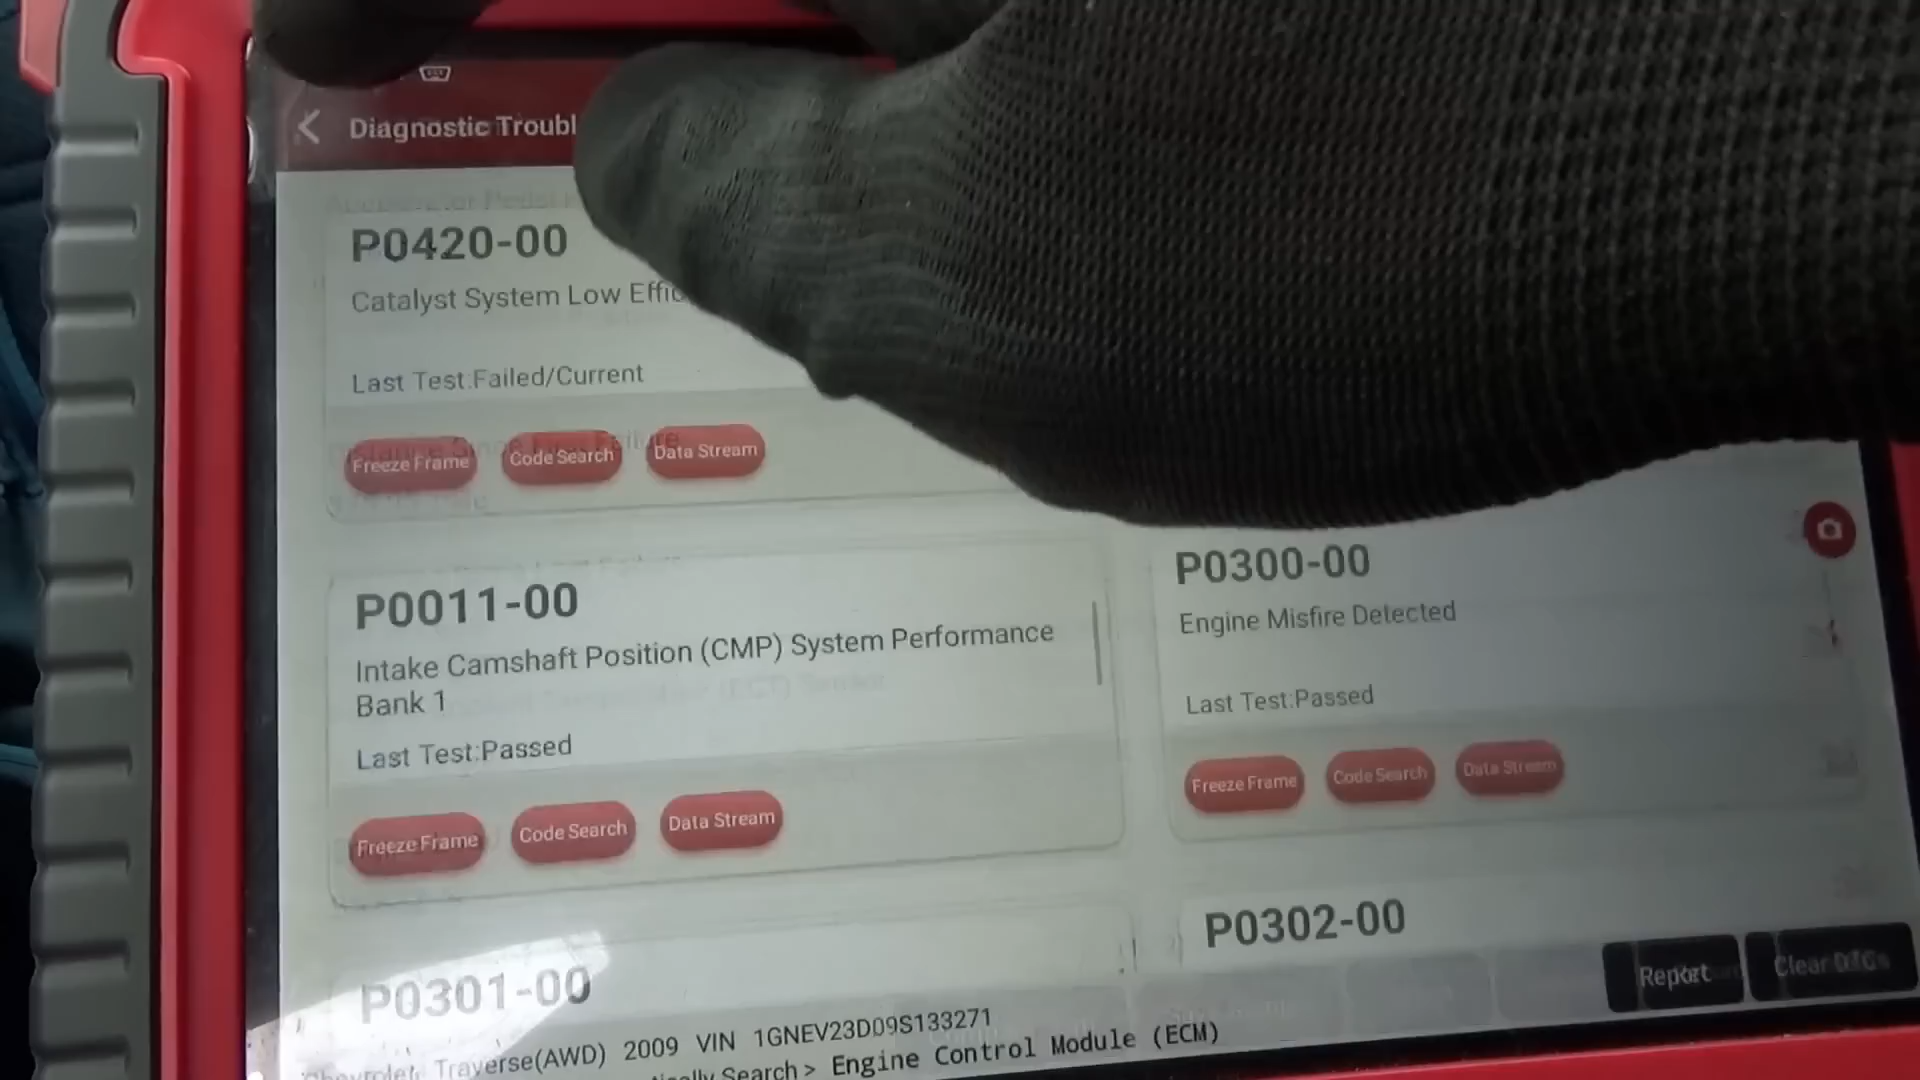 Diagnostic Troubl
P0420-00
Catalyst System Low Effic
Last Test:Failed/Current
Freeze Frame
Code Search
Data Stream
P0011-00
Intake Camshaft Position (CMP) System Performance
Bank 1
Last Test:Passed
Freeze Frame
Code Search
Data Stream
P0300-00
Engine Misfire Detected
Last Test:Passed
Freeze Frame
Code Search
Data Stream
P0301-00
P0302-00
Report
Clear DTCs
Chevrolet Traverse(AWD) 2009 VIN 1GNEV23D09S133271
Search> Engine Control Module (ECM)